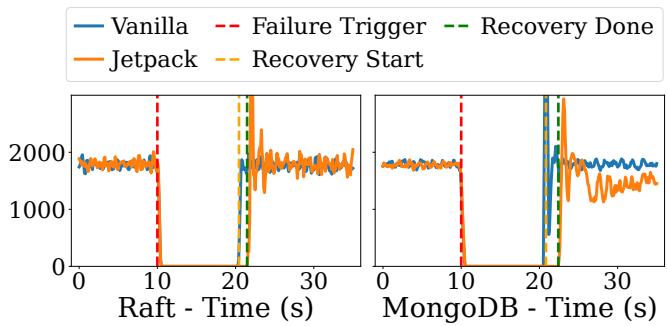 Vanilla Failure Trigger Recovery Done
Jetpack Recovery Start
2000
1000
0
0 10 20 30 0 10 20 30
Raft - Time (s) MongoDB - Time (s)